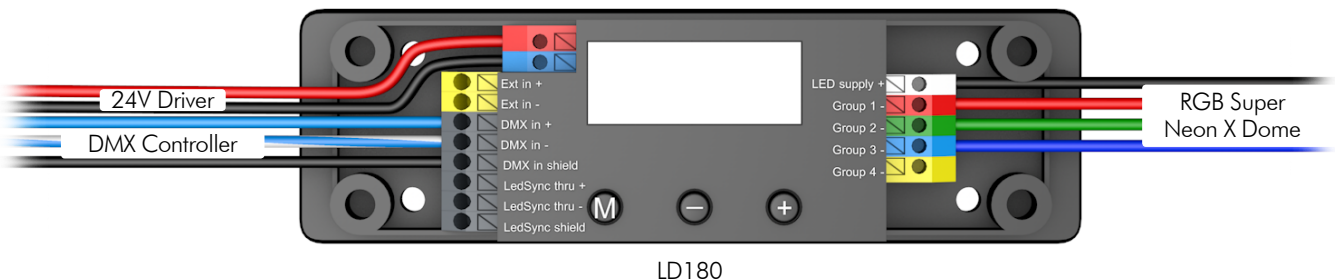 24V Driver
DMX Controller
Ext in +
Ext in -
DMX in +
DMX in -
DMX in shield
LedSync thru +
LedSync thru -
LedSync shield
M
−
+
LED supply +
Group 1 -
Group 2 -
Group 3 -
Group 4 -
RGB Super
Neon X Dome
LD180